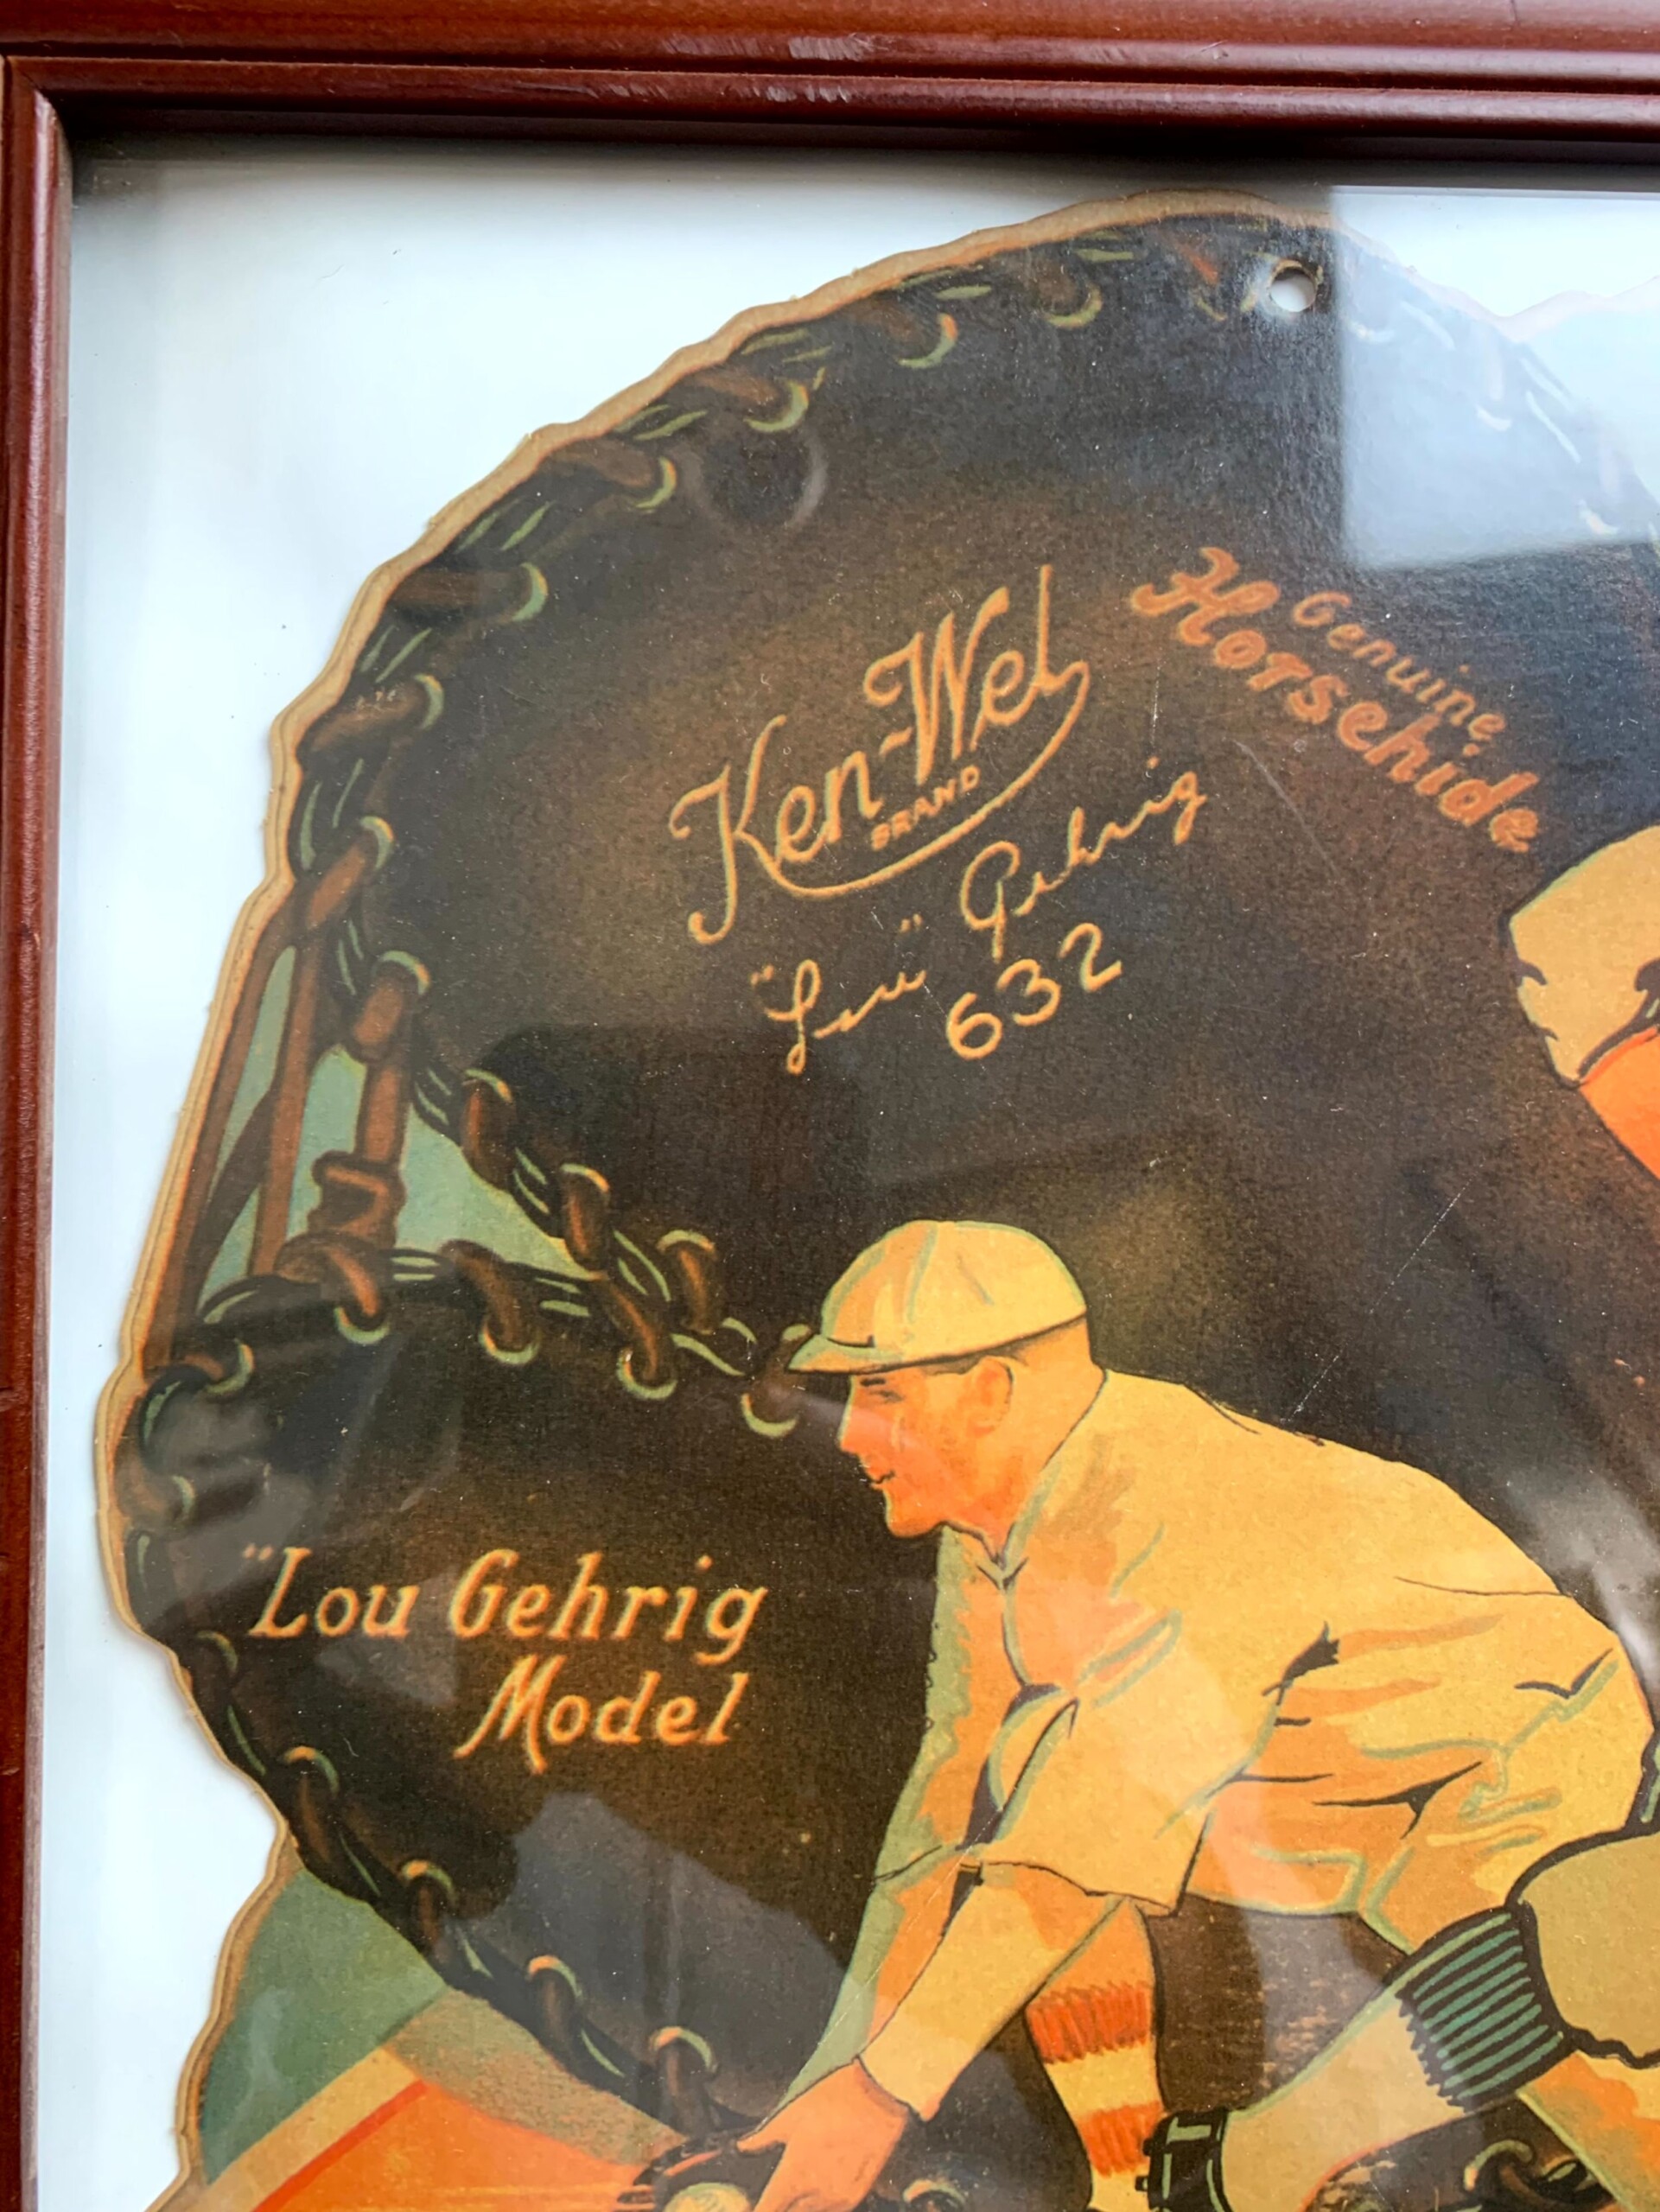 Ken-Wel
BRAND
"Lou" Gehrig
632
Genuine
Horsehide
"Lou Gehrig
Model